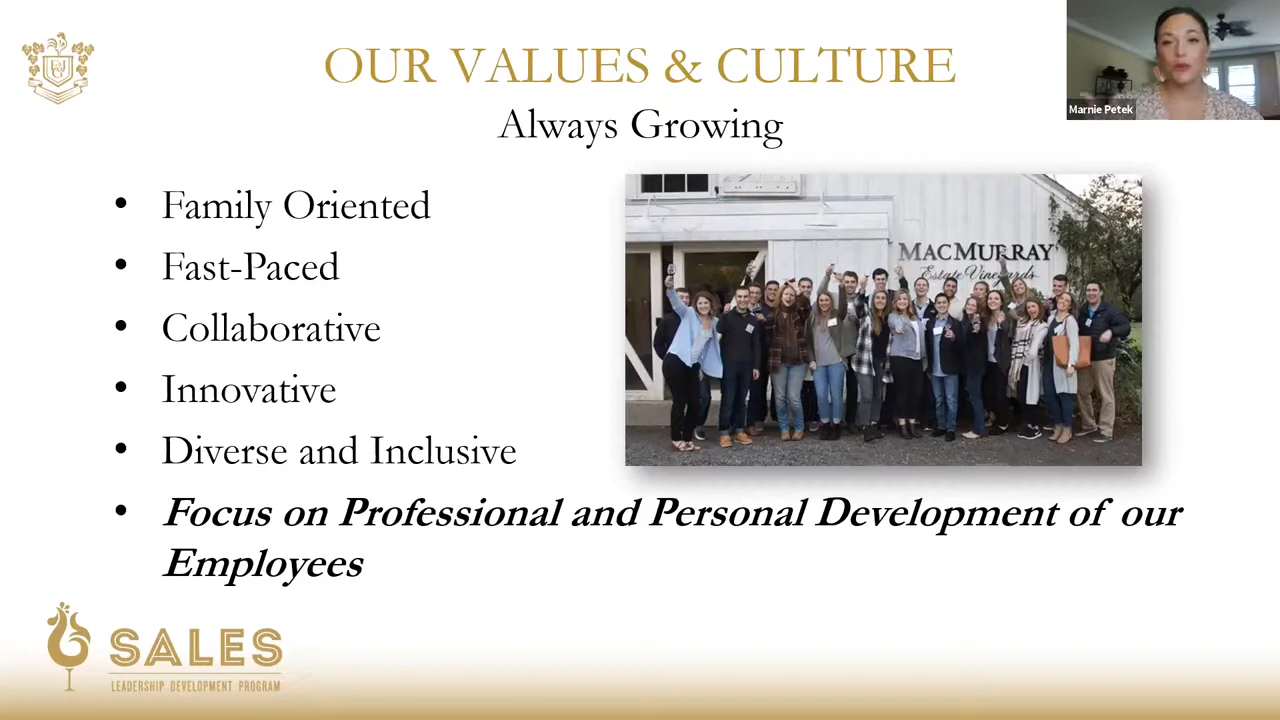 OUR VALUES & CULTURE
Always Growing
Marnie Petek
• Family Oriented
• Fast-Paced
• Collaborative
• Innovative
• Diverse and Inclusive
• Focus on Professional and Personal Development of our
Employees
MACMURRAY
Estate Vineyards
SALES
LEADERSHIP DEVELOPMENT PROGRAM